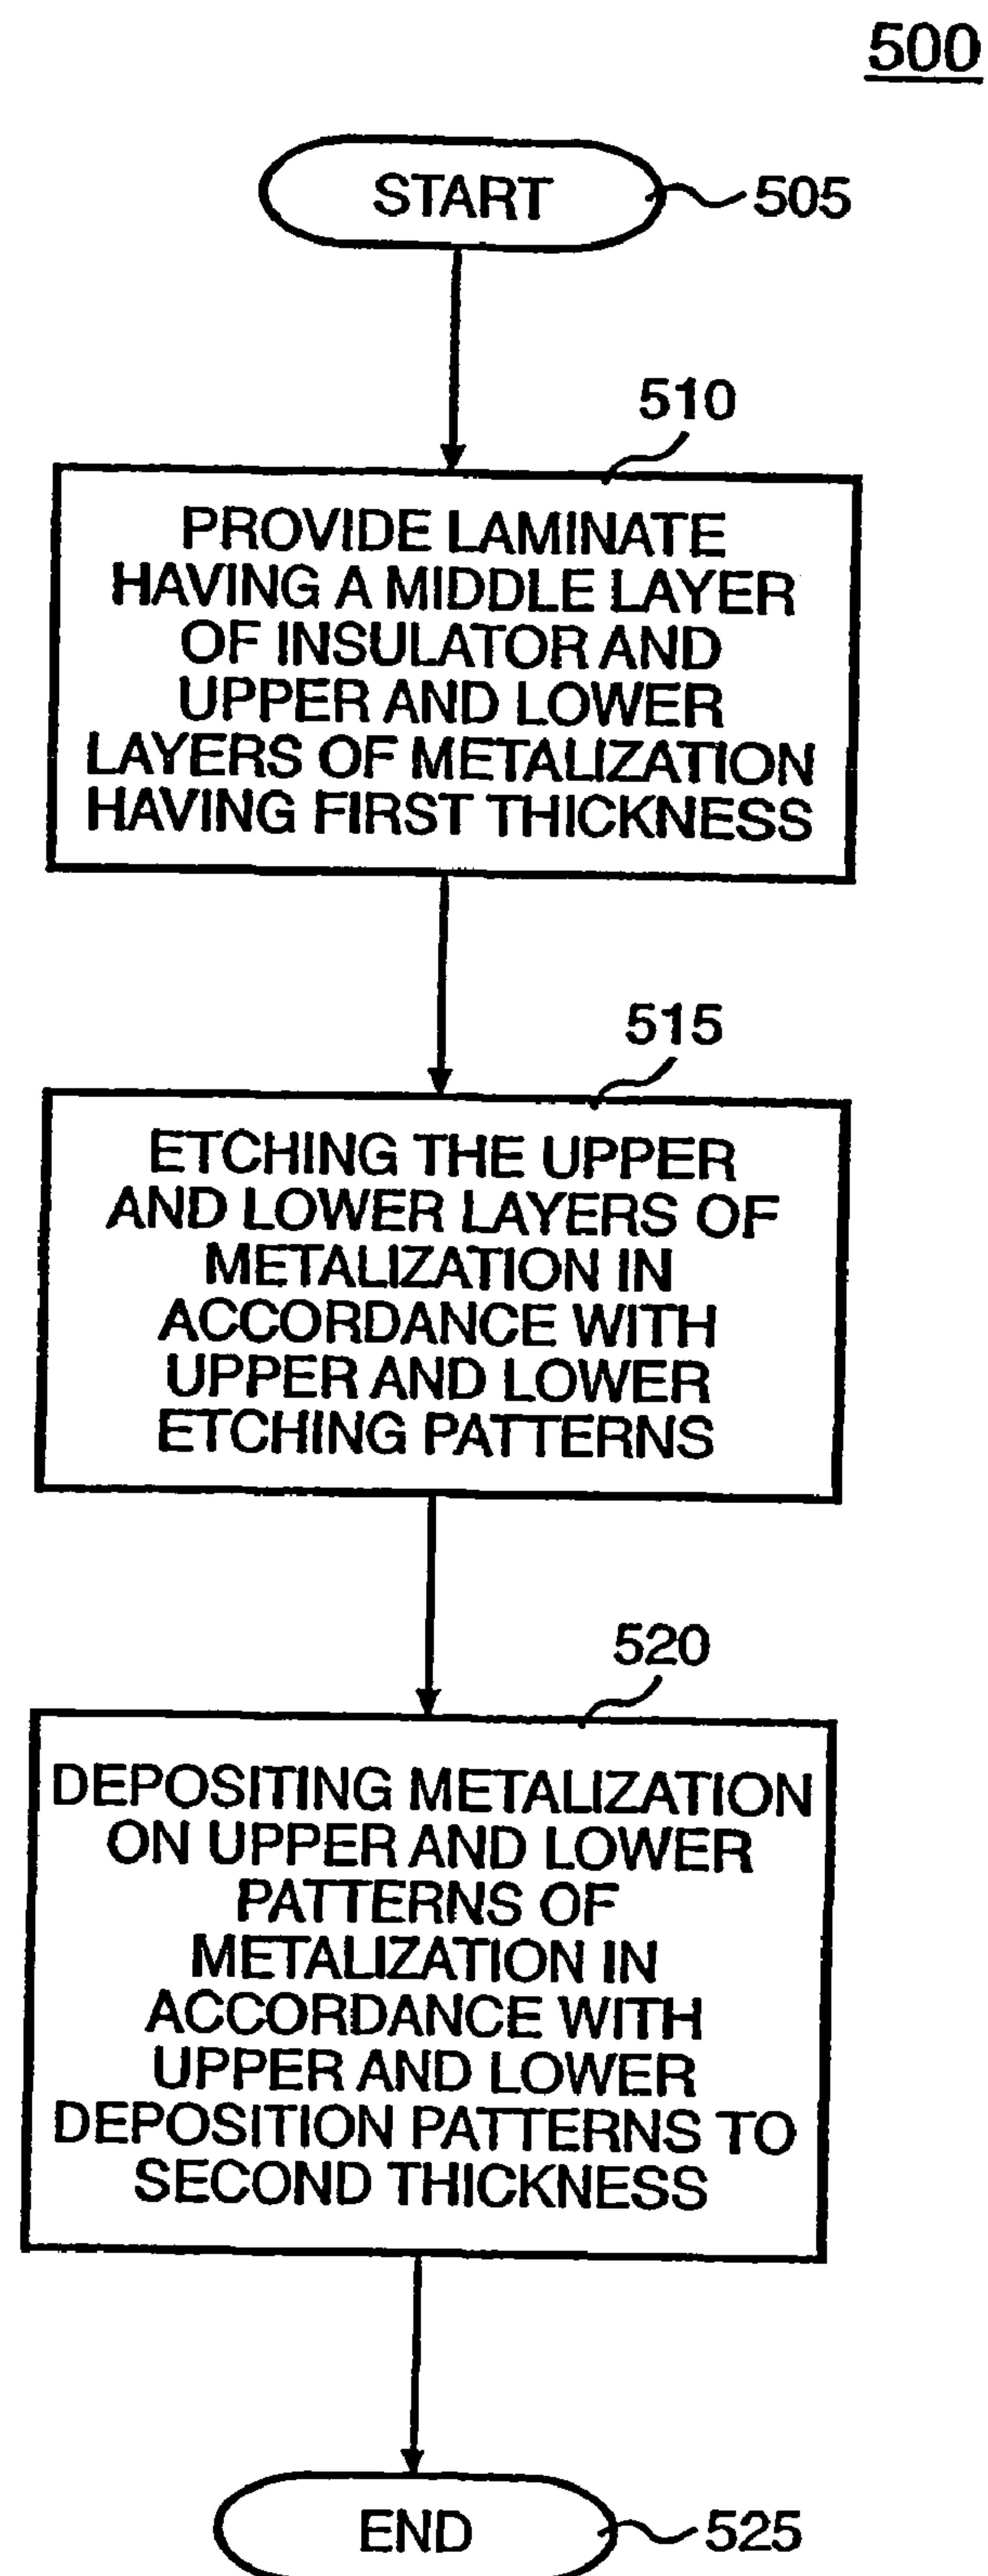 500
START
505
510
PROVIDE LAMINATE
HAVING A MIDDLE LAYER
OF INSULATOR AND
UPPER AND LOWER
LAYERS OF METALIZATION
HAVING FIRST THICKNESS
515
ETCHING THE UPPER
AND LOWER LAYERS OF
METALIZATION IN
ACCORDANCE WITH
UPPER AND LOWER
ETCHING PATTERNS
520
DEPOSITING METALIZATION
ON UPPER AND LOWER
PATTERNS OF
METALIZATION IN
ACCORDANCE WITH
UPPER AND LOWER
DEPOSITION PATTERNS TO
SECOND THICKNESS
END
525